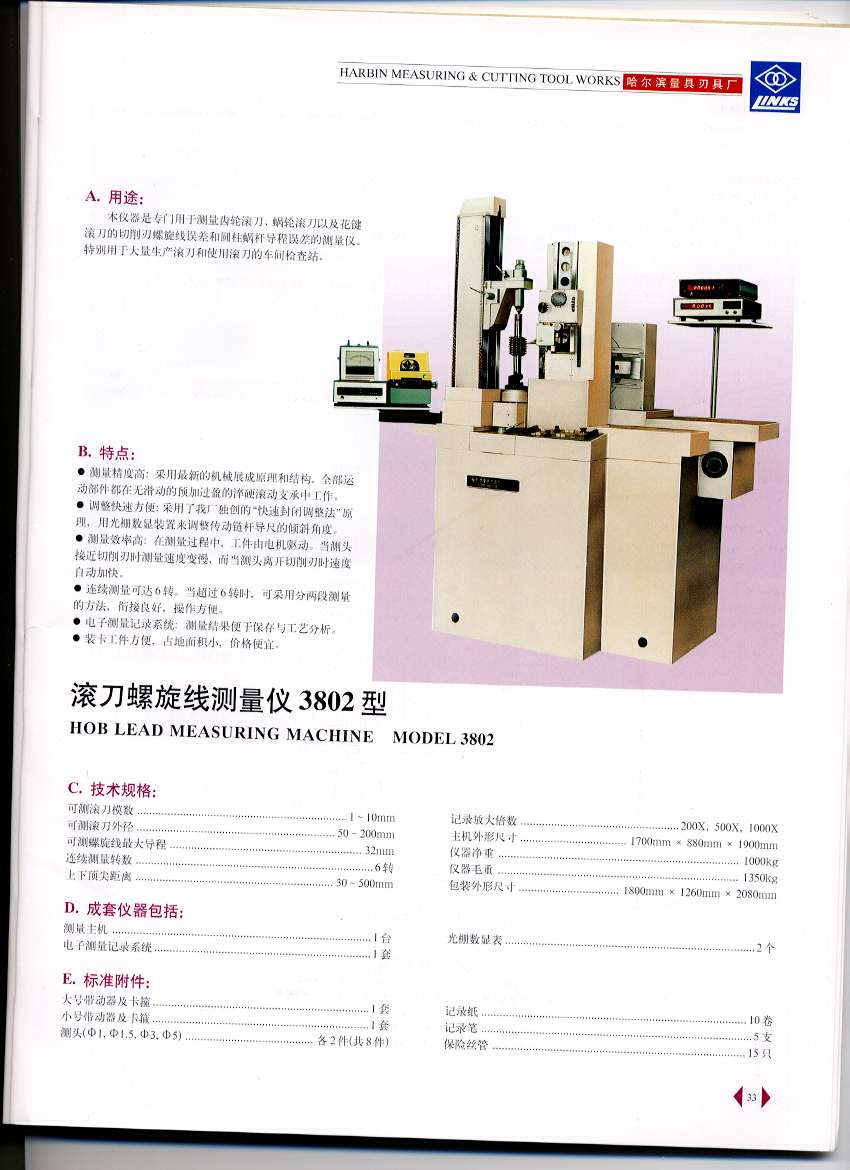 HARBIN MEASURING & CUTTING TOOL WORKS 哈尔滨量具刃具厂
LINKS
A. 用途:
本仪器是专门用于测量齿轮滚刀、蜗轮滚刀以及花键
滚刀的切削刃螺旋线误差和圆柱蜗杆导程误差的测量仪。
特别用于大量生产滚刀和使用滚刀的车间检查站。
B. 特点:
● 测量精度高: 采用最新的机械展成原理和结构, 全部运
动部件都在无滑动的预加过盈的淬硬滚动支承中工作。
● 调整快速方便: 采用了我厂独创的“快速封闭调整法”原
理, 用光栅数显装置来调整传动链杆导尺的倾斜角度。
● 测量效率高: 在测量过程中, 工件由电机驱动。当测头
接近切削刃时测量速度变慢, 而当测头离开切削刃时速度
自动加快。
● 连续测量可达6转。当超过6转时, 可采用分两段测量
的方法, 衔接良好, 操作方便。
● 电子测量记录系统: 测量结果便于保存与工艺分析。
● 装卡工件方便, 占地面积小, 价格便宜。
滚刀螺旋线测量仪 3802 型
HOB LEAD MEASURING MACHINE MODEL 3802
C. 技术规格:
可测滚刀模数 1~10mm
可测滚刀外径 50~200mm
可测螺旋线最大导程 32mm
连续测量转数 6转
上下顶尖距离 30~500mm
记录放大倍数 200X, 500X, 1000X
主机外形尺寸 1700mm × 880mm × 1900mm
仪器净重 1000kg
仪器毛重 1350kg
包装外形尺寸 1800mm × 1260mm × 2080mm
D. 成套仪器包括:
测量主机 1台
电子测量记录系统 1套
光栅数显表 2个
E. 标准附件:
大号带动器及卡箍 1套
小号带动器及卡箍 1套
测头(Φ1, Φ1.5, Φ3, Φ5) 各2件(共8件)
记录纸 10卷
记录笔 5支
保险丝管 15只
33